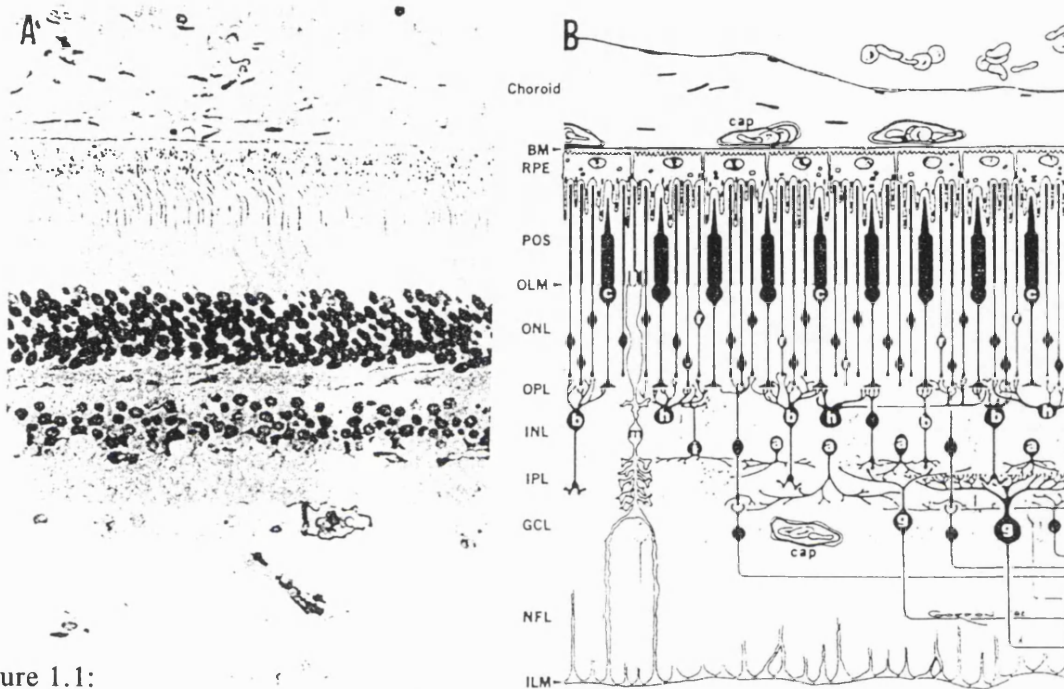 A
B
Choroid
cap
BM
RPE
POS
OLM
c c c
ONL
r r
r r
r
OPL
b h b h b b h
INL
m a a a a
IPL
GCL
g g
cap
NFL
ILM
ure 1.1: